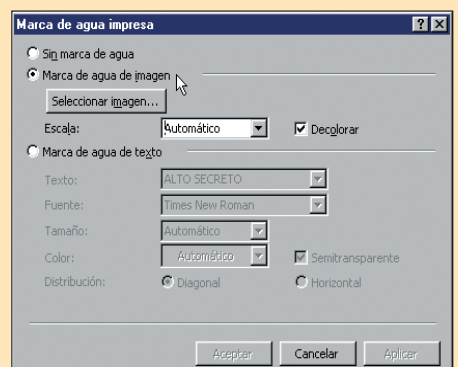 Marca de agua impresa
Sin marca de agua
Marca de agua de imagen
Seleccionar imagen...
Escala: Automático Decolorar
Marca de agua de texto
Texto: ALTO SECRETO
Fuente: Times New Roman
Tamaño: Automático
Color: Automático Semitransparente
Distribución: Diagonal Horizontal
Aceptar Cancelar Aplicar